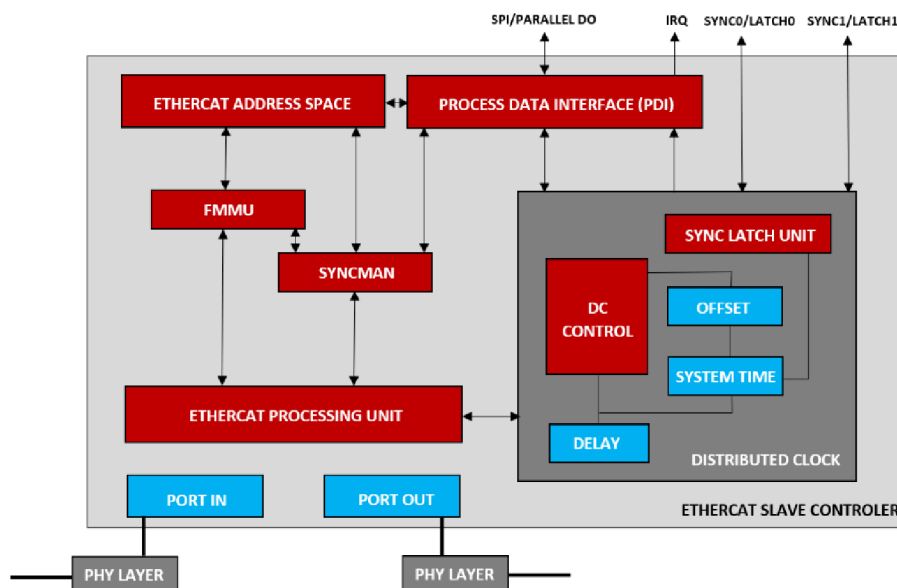 SPI/PARALLEL DO
IRQ
SYNC0/LATCH0
SYNC1/LATCH1
ETHERCAT ADDRESS SPACE
PROCESS DATA INTERFACE (PDI)
FMMU
SYNC LATCH UNIT
SYNCMAN
DC
CONTROL
OFFSET
SYSTEM TIME
ETHERCAT PROCESSING UNIT
DELAY
DISTRIBUTED CLOCK
PORT IN
PORT OUT
ETHERCAT SLAVE CONTROLER
PHY LAYER
PHY LAYER